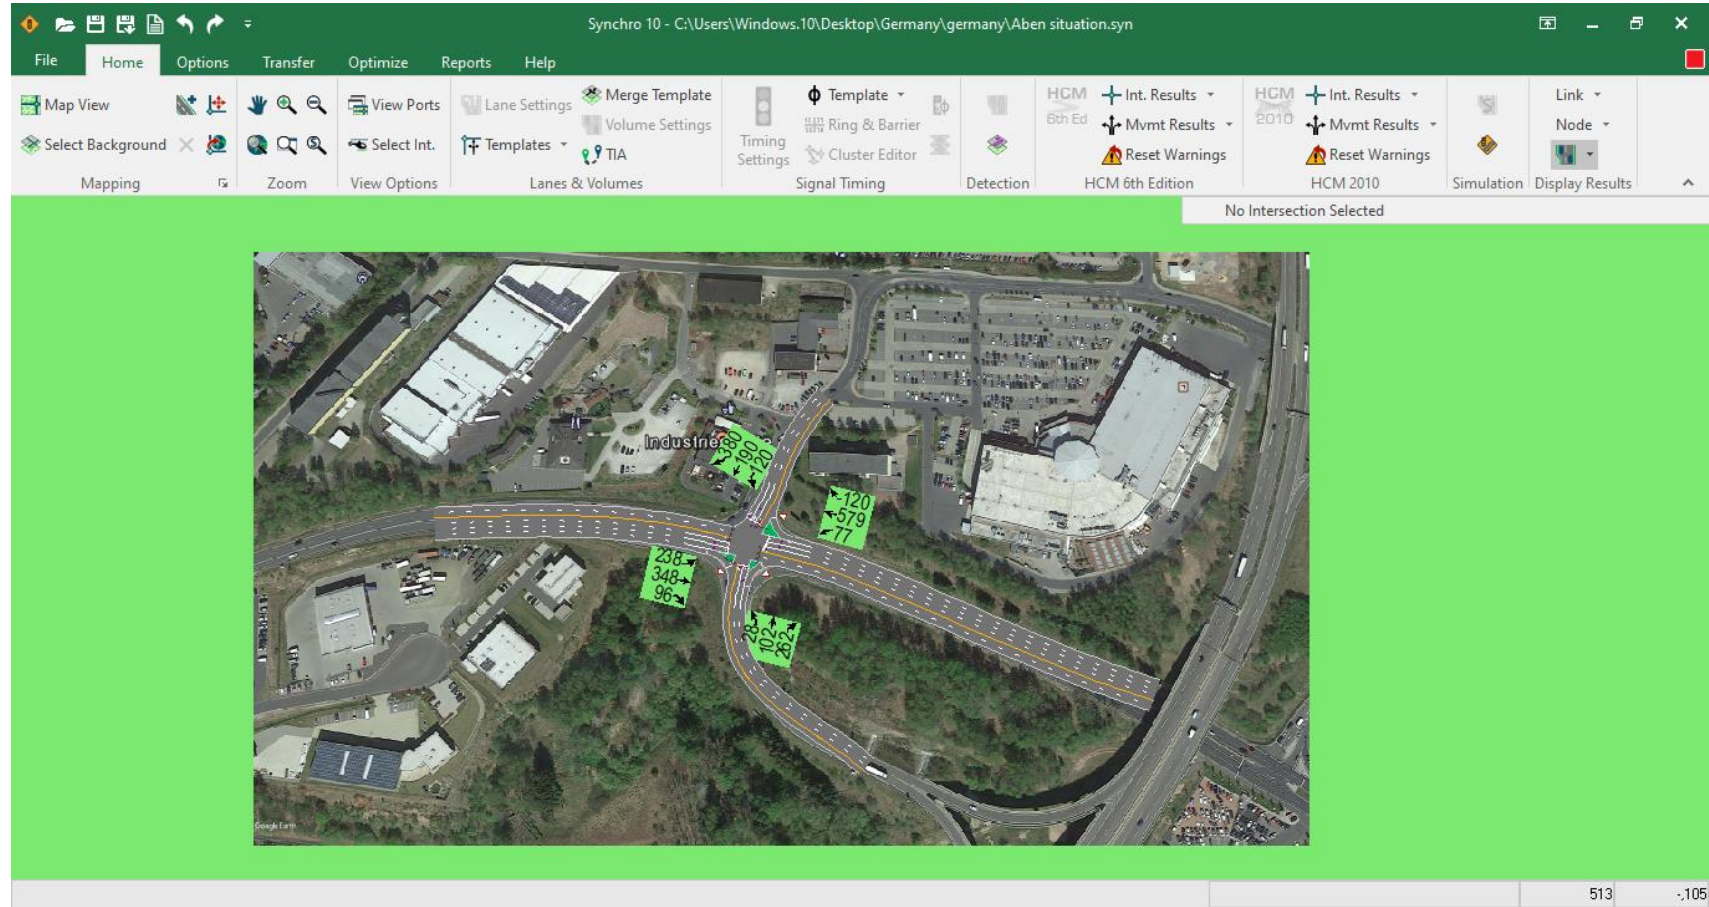 Synchro 10 - C:\Users\Windows.10\Desktop\Germany\germany\Aben situation.syn
File Home Options Transfer Optimize Reports Help
Map View
Select Background
Mapping
Zoom
View Ports
Select Int.
View Options
Lane Settings
Templates
Merge Template
Volume Settings
TIA
Lanes & Volumes
Timing
Settings
Template
Ring & Barrier
Cluster Editor
Signal Timing
Detection
HCM
6th Ed
Int. Results
Mvmt Results
Reset Warnings
HCM 6th Edition
HCM
2010
Int. Results
Mvmt Results
Reset Warnings
HCM 2010
Simulation
Link
Node
Display Results
No Intersection Selected
380
190
120
120
579
77
238
348
96
28
102
262
Google Earth
513 -,105